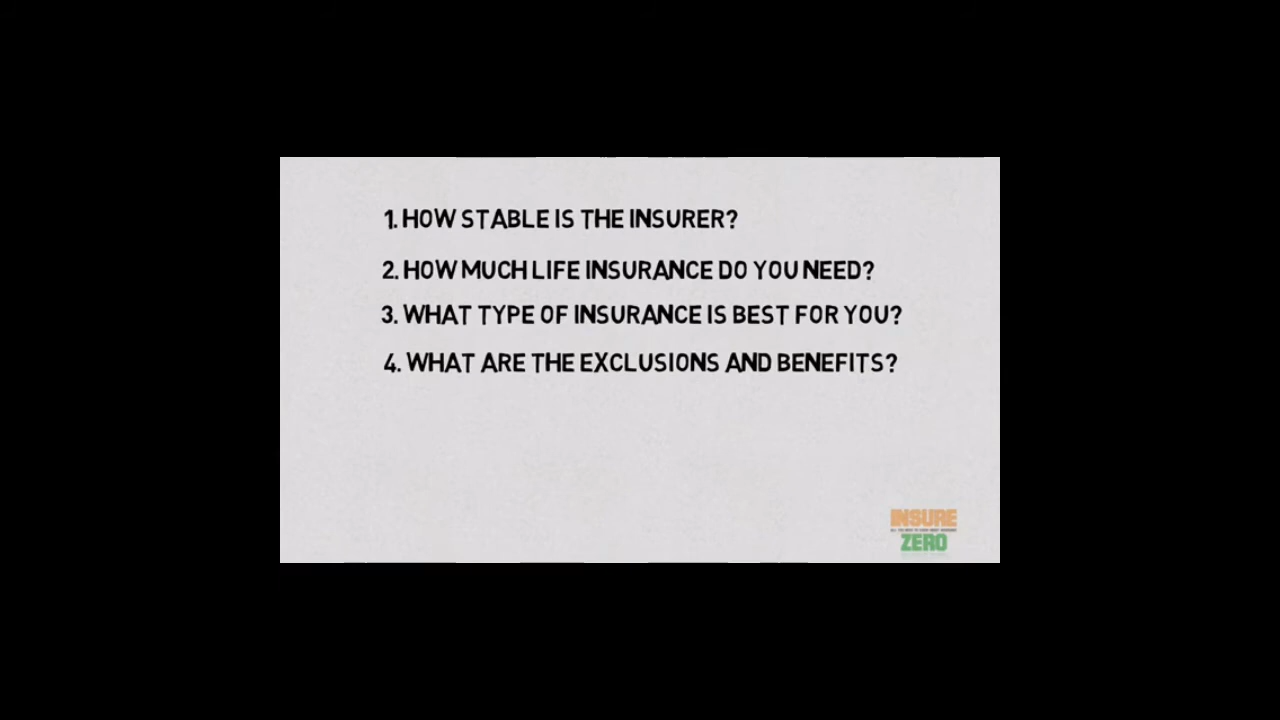 1. HOW STABLE IS THE INSURER?
2. HOW MUCH LIFE INSURANCE DO YOU NEED?
3. WHAT TYPE OF INSURANCE IS BEST FOR YOU?
4. WHAT ARE THE EXCLUSIONS AND BENEFITS?
INSURE
ZERO